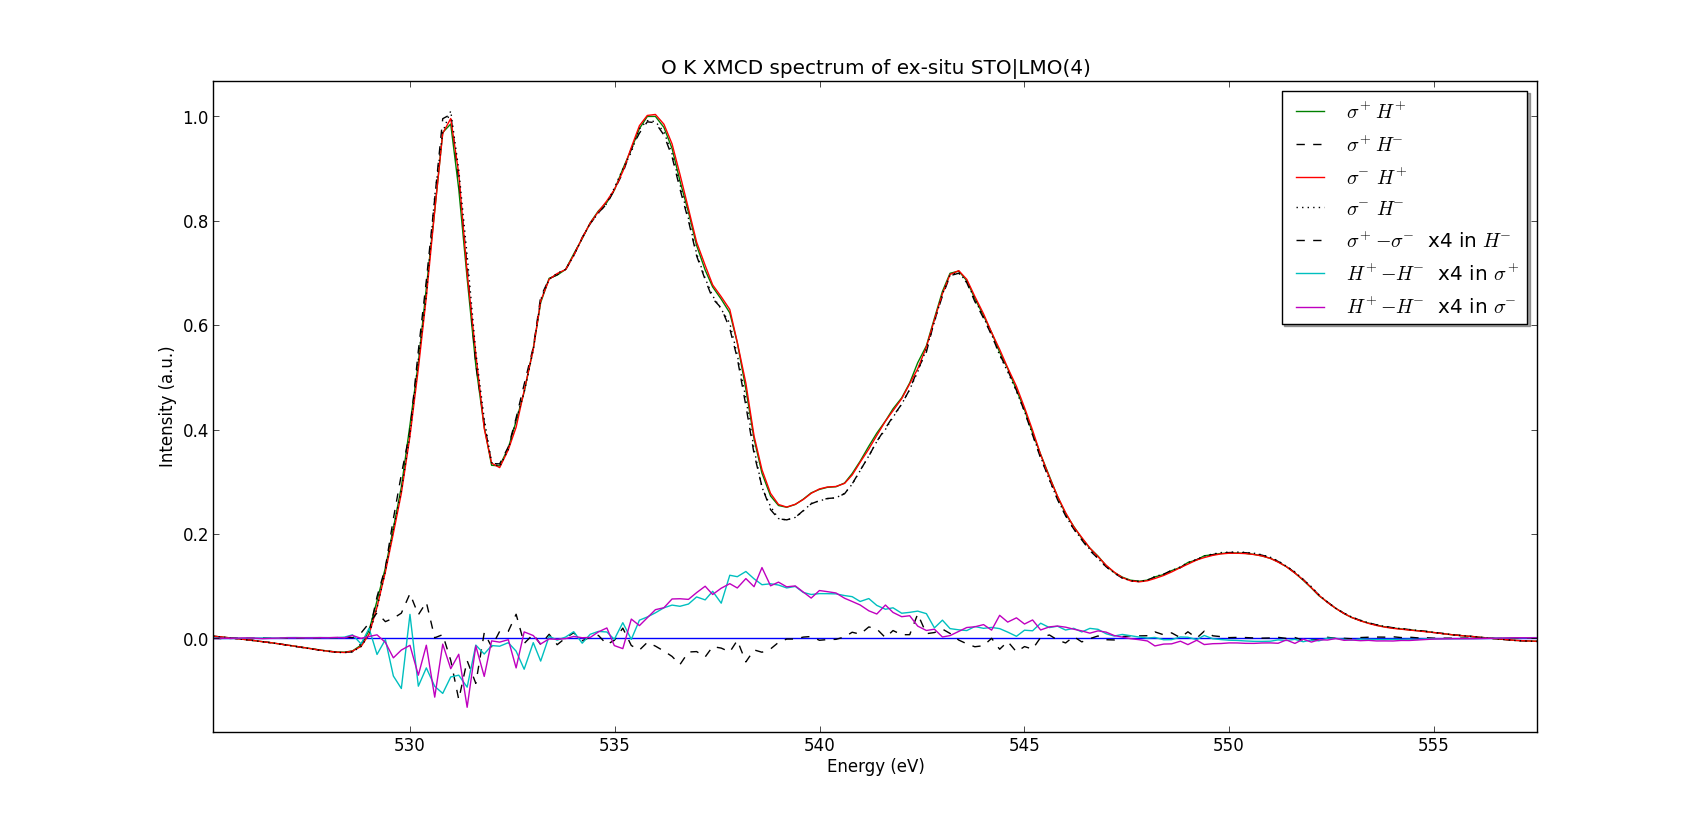 O K XMCD spectrum of ex-situ STO|LMO(4)
σ⁺ H⁺
σ⁺ H⁻
σ⁻ H⁺
σ⁻ H⁻
σ⁺−σ⁻ x4 in H⁻
H⁺−H⁻ x4 in σ⁺
H⁺−H⁻ x4 in σ⁻
1.0
0.8
0.6
0.4
0.2
0.0
Intensity (a.u.)
530 535 540 545 550 555
Energy (eV)